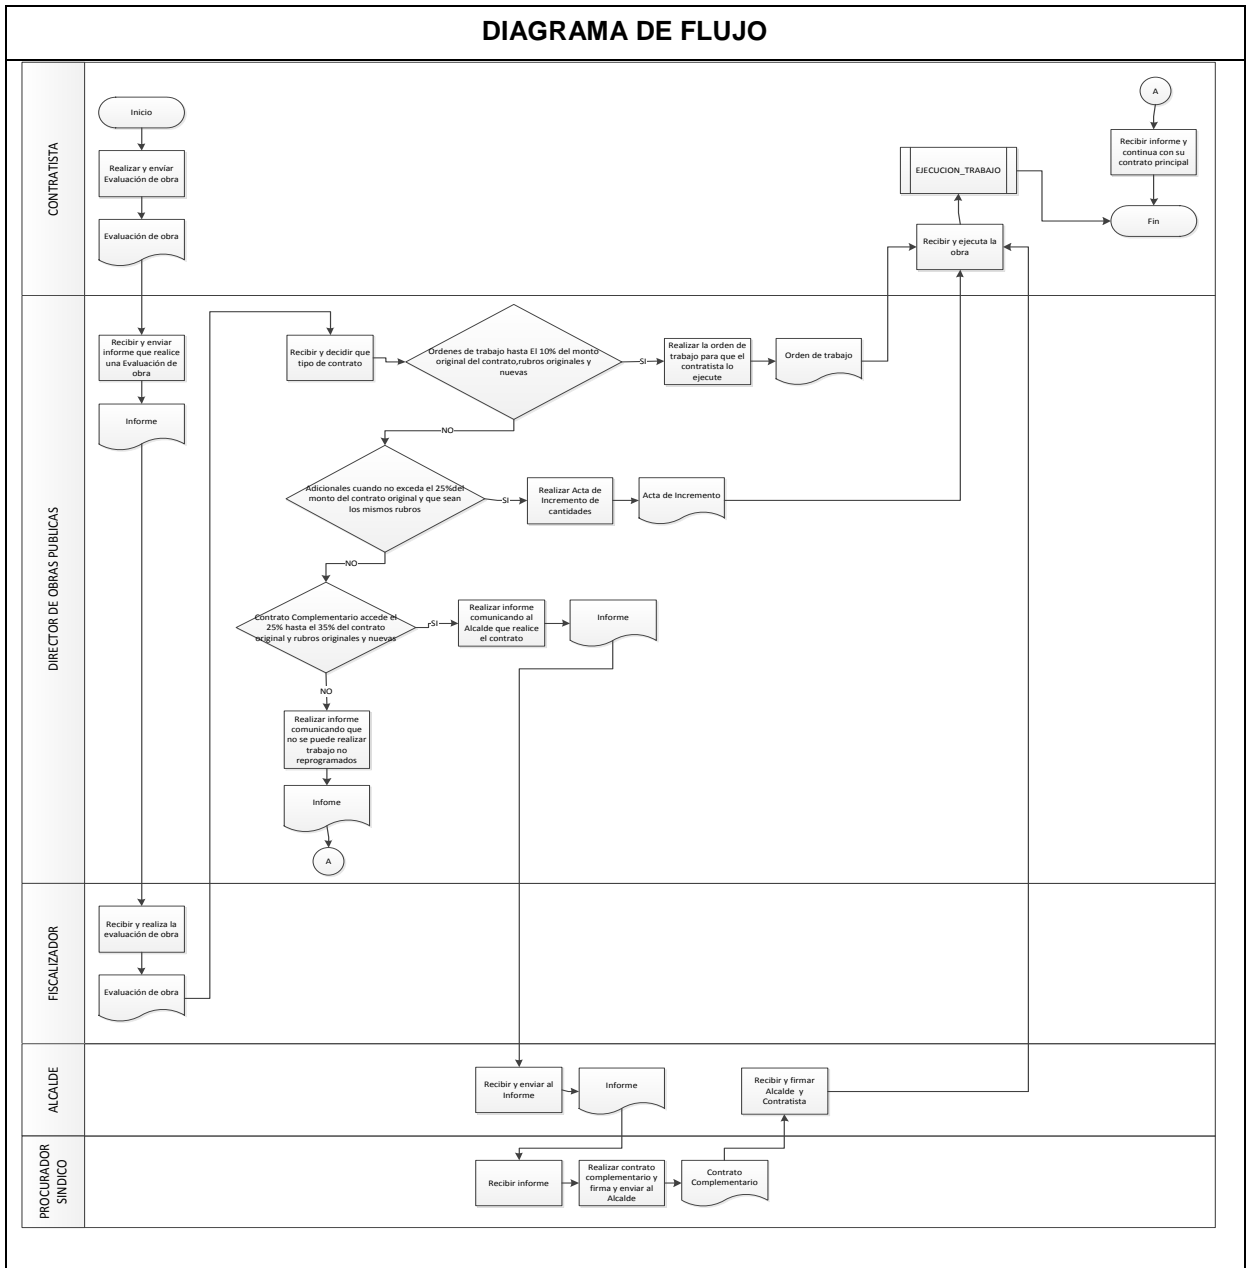 DIAGRAMA DE FLUJO
CONTRATISTA
Inicio
Realizar y envíar
Evaluación de obra
Evaluación de obra
EJECUCION_TRABAJO
Recibir y ejecuta la
obra
A
Recibir informe y
continua con su
contrato principal
Fin
DIRECTOR DE OBRAS PUBLICAS
Recibir y enviar
informe que realice
una Evaluación de
obra
Informe
Recibir y decidir que
tipo de contrato
Ordenes de trabajo hasta El 10% del monto
original del contrato,rubros originales y
nuevas
SI
Realizar la orden de
trabajo para que el
contratista lo
ejecute
Orden de trabajo
NO
Adicionales cuando no exceda el 25%del
monto del contrato original y que sean
los mismos rubros
SI
Realizar Acta de
Incremento de
cantidades
Acta de Incremento
NO
Contrato Complementario accede el
25% hasta el 35% del contrato
original y rubros originales y nuevas
SI
Realizar informe
comunicando al
Alcalde que realice
el contrato
Informe
NO
Realizar informe
comunicando que
no se puede realizar
trabajo no
reprogramados
Infome
A
FISCALIZADOR
Recibir y realiza la
evaluación de obra
Evaluación de obra
ALCALDE
Recibir y enviar al
Informe
Informe
Recibir y firmar
Alcalde y
Contratista
PROCURADOR
SINDICO
Recibir informe
Realizar contrato
complementario y
firma y enviar al
Alcalde
Contrato
Complementario